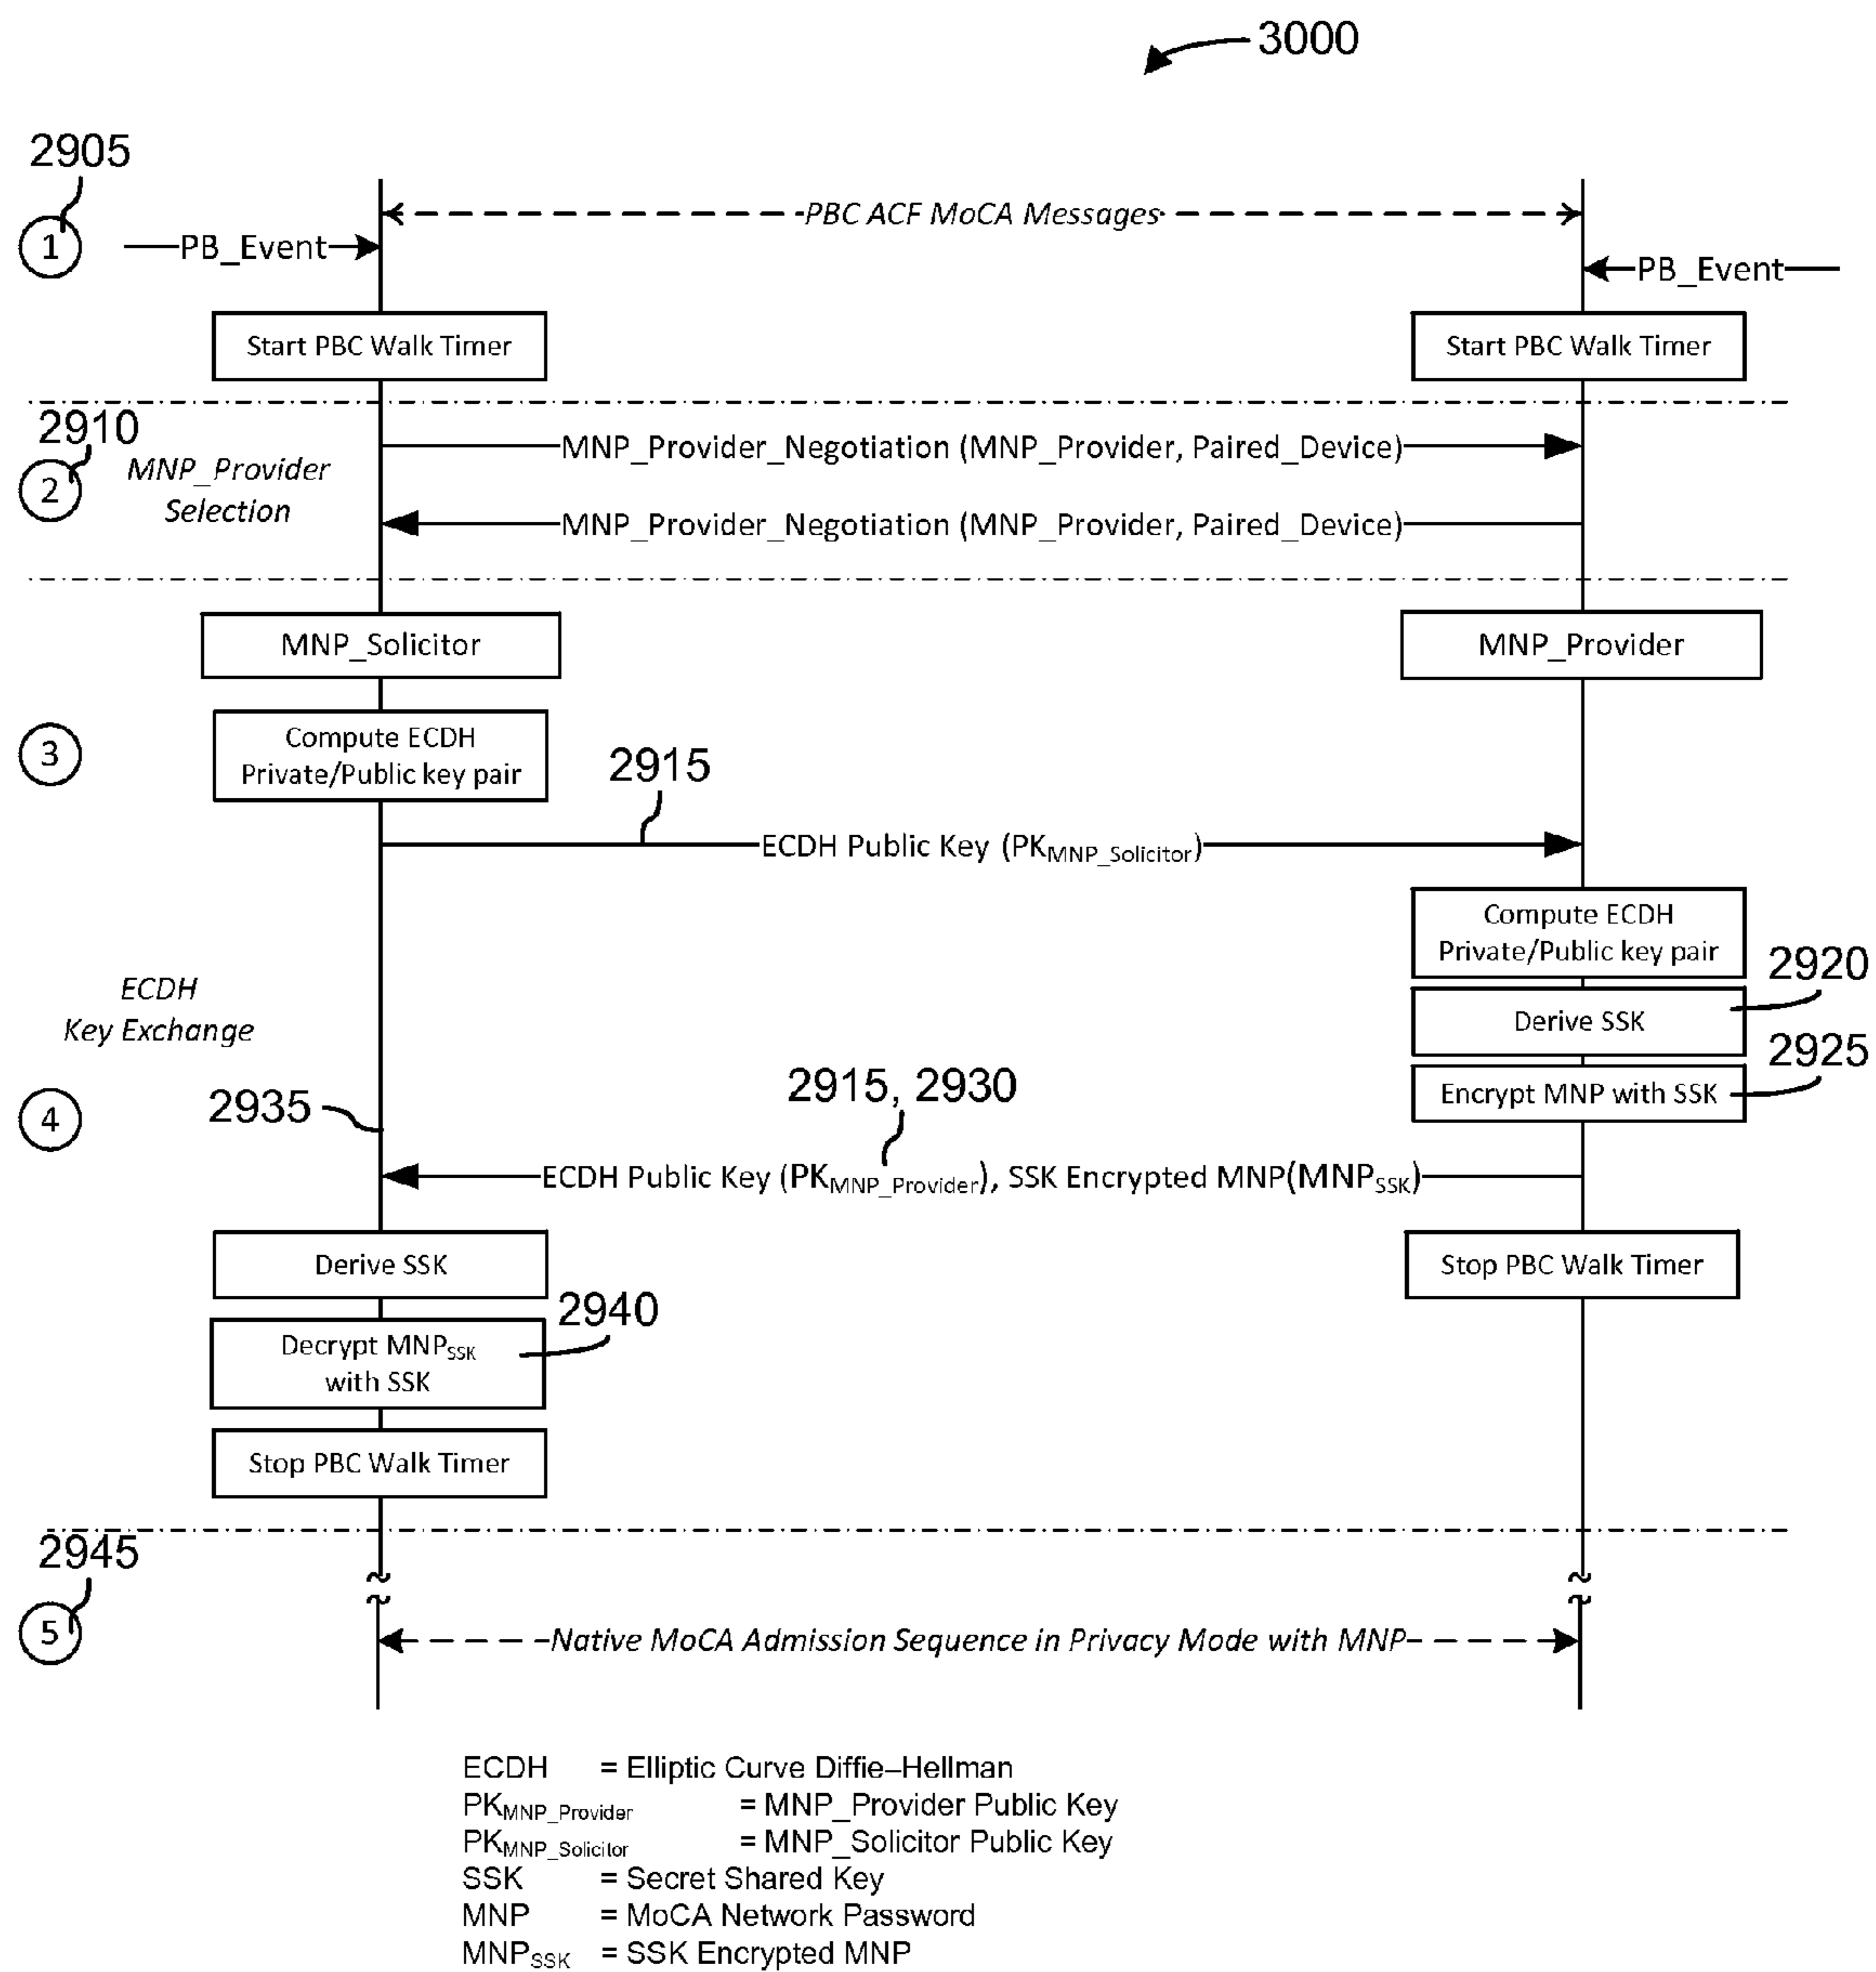 3000
2905
PBC ACF MoCA Messages
1
PB_Event
PB_Event
Start PBC Walk Timer
Start PBC Walk Timer
2910
MNP_Provider_Negotiation (MNP_Provider, Paired_Device)
2
MNP_Provider
Selection
MNP_Provider_Negotiation (MNP_Provider, Paired_Device)
MNP_Solicitor
MNP_Provider
3
Compute ECDH
Private/Public key pair
2915
ECDH Public Key (PKMNP_Solicitor)
Compute ECDH
Private/Public key pair
2920
ECDH
Key Exchange
Derive SSK
2925
Encrypt MNP with SSK
2915, 2930
4
2935
ECDH Public Key (PKMNP_Provider), SSK Encrypted MNP(MNPSSK)
Derive SSK
Stop PBC Walk Timer
2940
Decrypt MNPSSK
with SSK
Stop PBC Walk Timer
2945
5
Native MoCA Admission Sequence in Privacy Mode with MNP
ECDH = Elliptic Curve Diffie–Hellman
PKMNP_Provider = MNP_Provider Public Key
PKMNP_Solicitor = MNP_Solicitor Public Key
SSK = Secret Shared Key
MNP = MoCA Network Password
MNPSSK = SSK Encrypted MNP